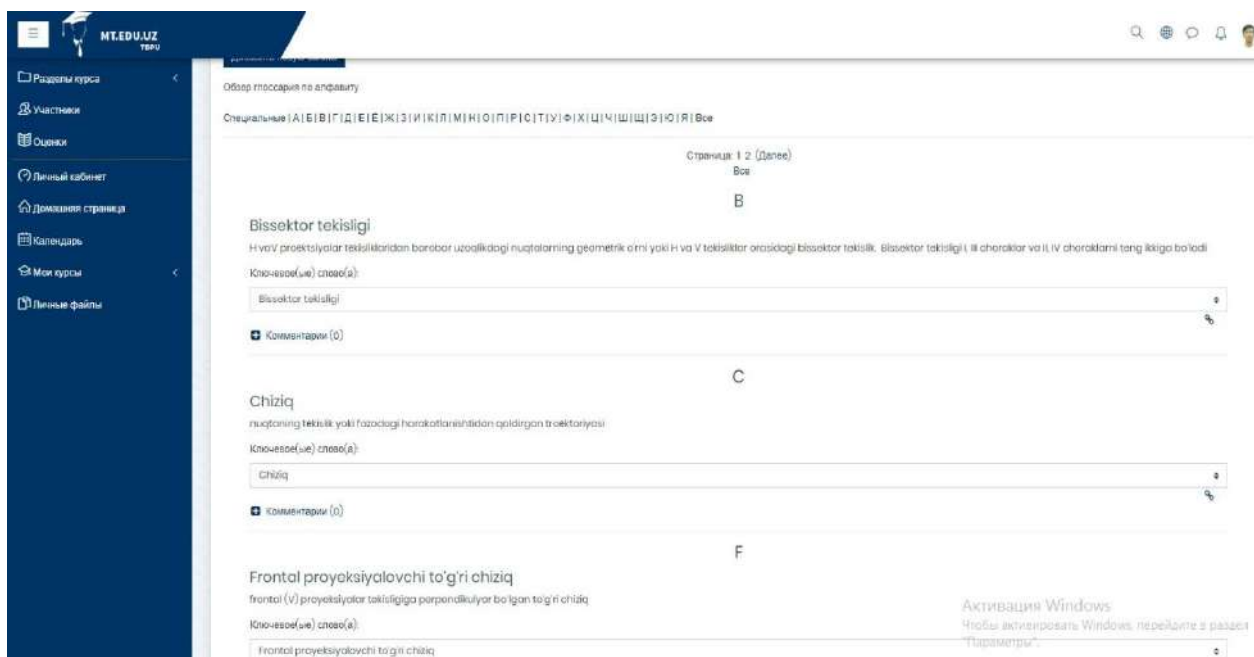 MT.EDU.UZ
TDPU
Разделы курса
Участники
Оценки
Личный кабинет
Домашняя страница
Календарь
Мои курсы
Личные файлы
Обзор глоссария по алфавиту
Специальные | А | Б | В | Г | Д | Е | Ё | Ж | З | И | К | Л | М | Н | О | П | Р | С | Т | У | Ф | Х | Ц | Ч | Ш | Щ | Э | Ю | Я | Все
Страница: 1 2 (Далее)
Все
B
Bissektor tekisligi
H va V proektsiyalar tekisliklaridan barobar uzoqlikdagi nuqtalarning geometrik o'rni yoki H va V tekisliklar orasidagi bissektor tekislik. Bissektor tekisligi I, III choraklar va II, IV choraklarni teng ikkiga bo'ladi
Ключевое(ые) слово(а):
Bissektor tekisligi
Комментарии (0)
C
Chiziq
nuqtaning tekislik yoki fazodagi harakatlanishtidan qoldirgan traektoriyasi
Ключевое(ые) слово(а):
Chiziq
Комментарии (0)
F
Frontal proyeksiyalovchi to'g'ri chiziq
frontal (V) proyeksiyalar tekisligiga perpendikulyar bo'lgan to'g'ri chiziq
Ключевое(ые) слово(а):
Frontal proyeksiyalovchi to'g'ri chiziq
Активация Windows
Чтобы активировать Windows, перейдите в раздел
"Параметры".